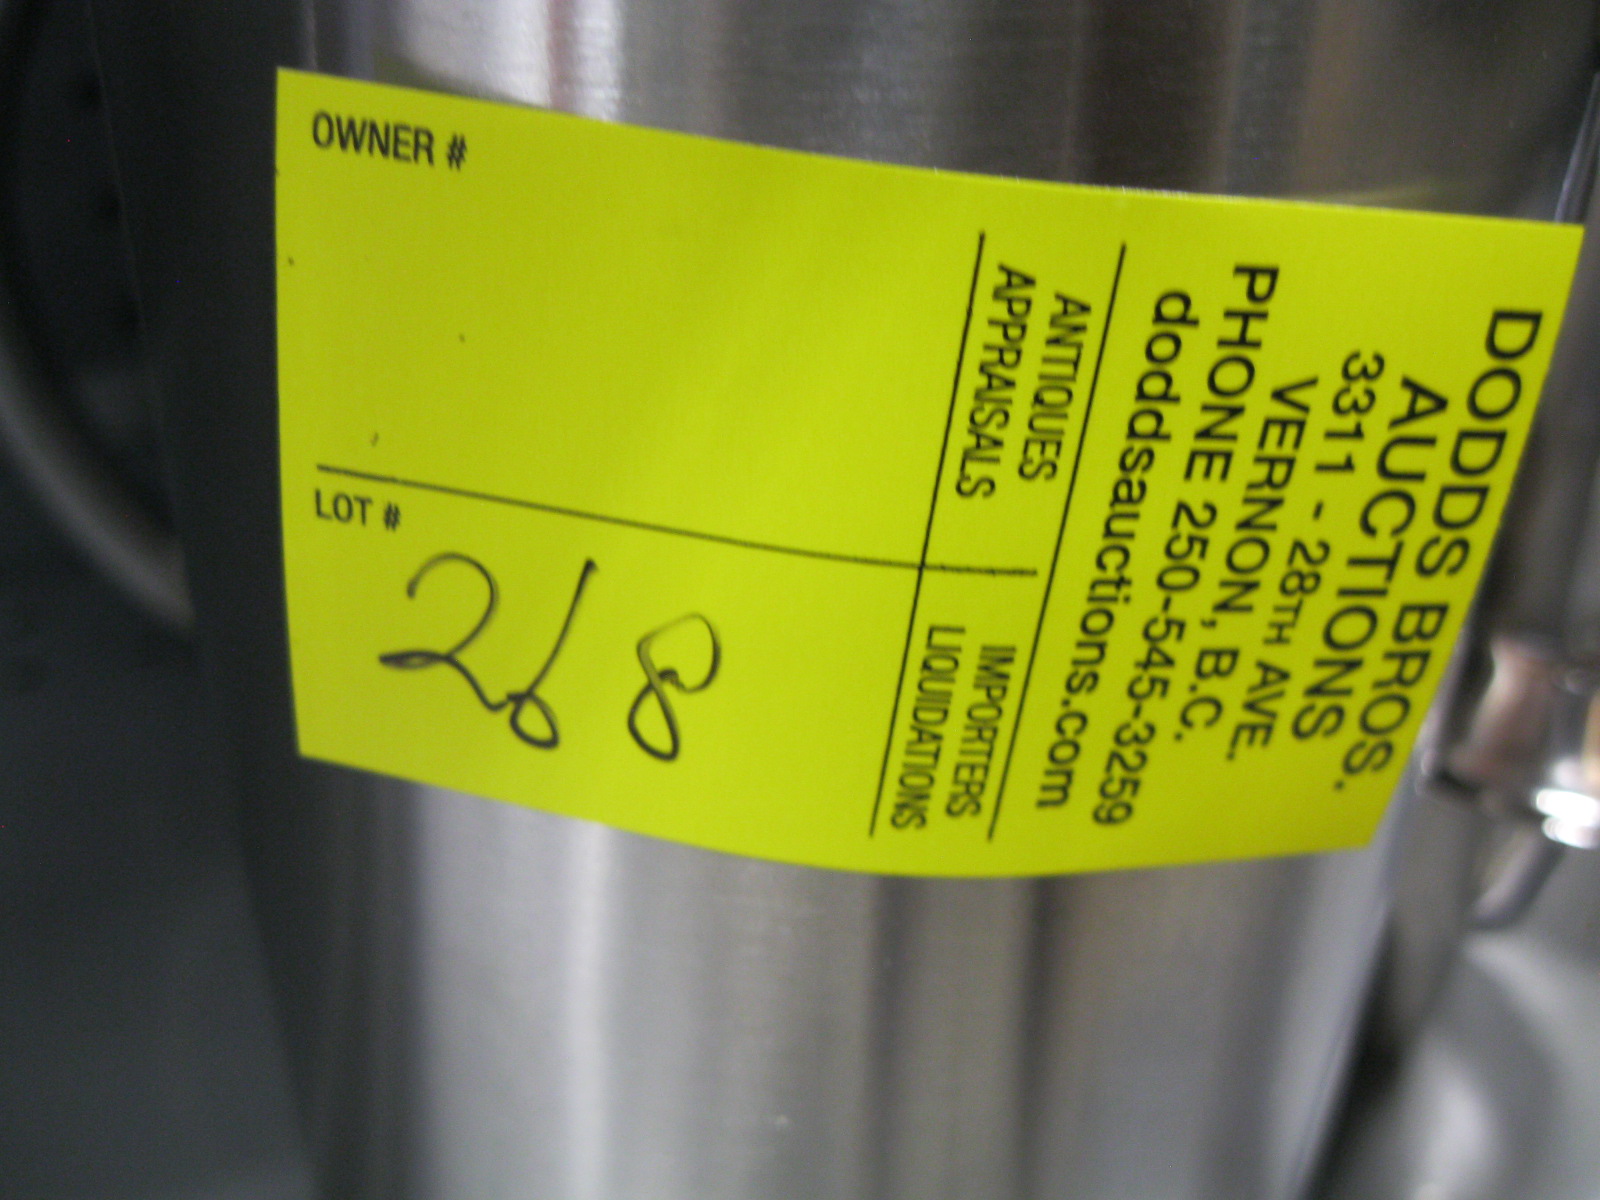 DODDS BROS.
AUCTIONS
3311 - 28TH AVE.
VERNON, B.C.
PHONE 250-545-3259
doddsauctions.com
ANTIQUES
APPRAISALS
IMPORTERS
LIQUIDATIONS
OWNER #
LOT #
268